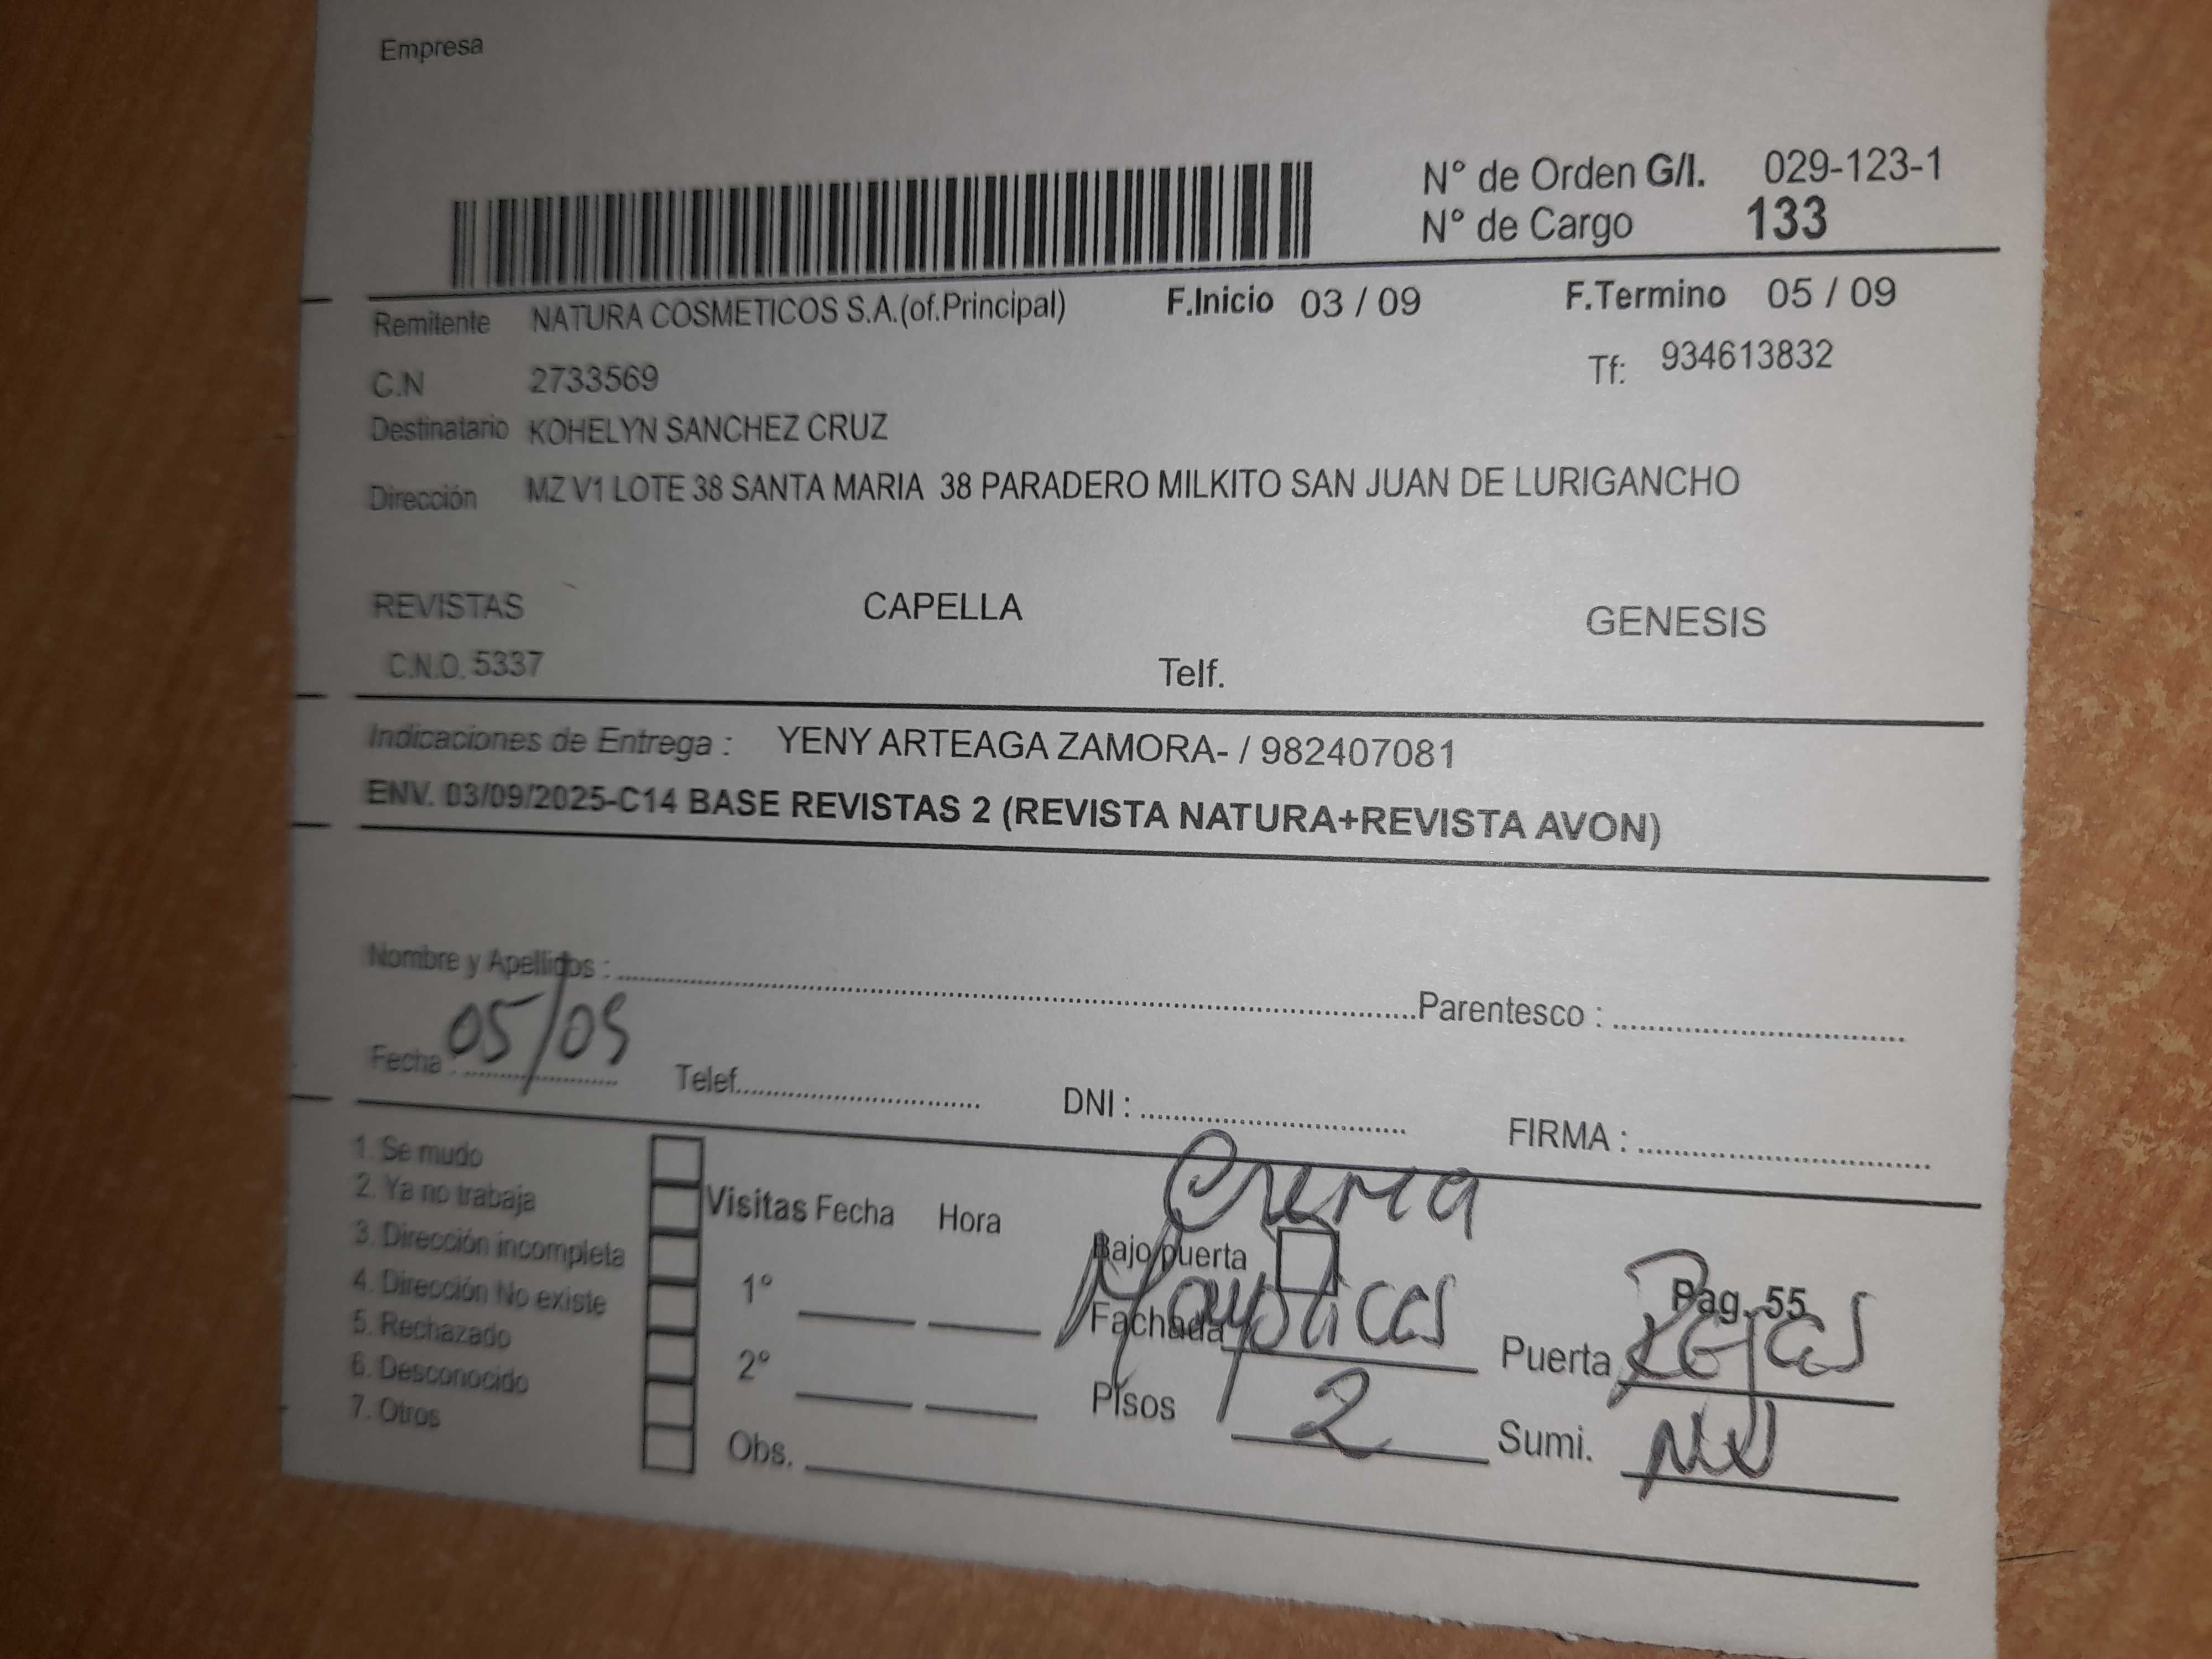 Empresa
N° de Orden G/I. 029-123-1
N° de Cargo 133
Remitente NATURA COSMETICOS S.A.(of.Principal) F.Inicio 03 / 09 F.Termino 05 / 09
C.N 2733569 Tf: 934613832
Destinatario KOHELYN SANCHEZ CRUZ
Dirección MZ V1 LOTE 38 SANTA MARIA 38 PARADERO MILKITO SAN JUAN DE LURIGANCHO
REVISTAS CAPELLA GENESIS
C.N.O. 5337 Telf.
Indicaciones de Entrega : YENY ARTEAGA ZAMORA- / 982407081
ENV. 03/09/2025-C14 BASE REVISTAS 2 (REVISTA NATURA+REVISTA AVON)
Nombre y Apellidos : Parentesco :
Fecha : 05/09 Telef. DNI : FIRMA :
1. Se mudo
2. Ya no trabaja
3. Dirección incompleta
4. Dirección No existe
5. Rechazado
6. Desconocido
7. Otros
Visitas Fecha Hora
1°
2°
Obs.
Crema
Bajo puerta
Fachada Mayolicas
Pisos 2
Pag. 55
Puerta Rejas
Sumi.